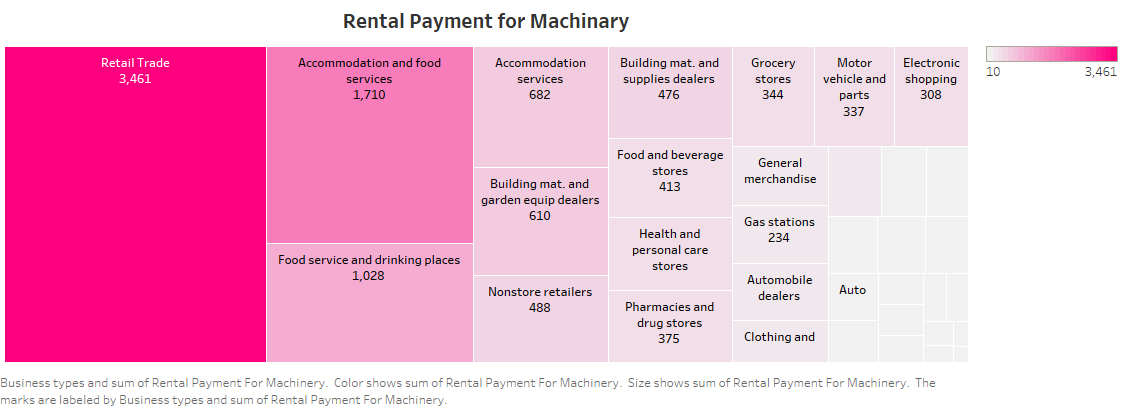 Rental Payment for Machinary
Retail Trade
3,461
Accommodation and food
services
1,710
Food service and drinking places
1,028
Accommodation
services
682
Building mat. and
garden equip dealers
610
Nonstore retailers
488
Building mat. and
supplies dealers
476
Food and beverage
stores
413
Health and
personal care
stores
Pharmacies and
drug stores
375
Grocery
stores
344
Motor
vehicle and
parts
337
Electronic
shopping
308
General
merchandise
Gas stations
234
Automobile
dealers
Clothing and
Auto
10
3,461
Business types and sum of Rental Payment For Machinery. Color shows sum of Rental Payment For Machinery. Size shows sum of Rental Payment For Machinery. The
marks are labeled by Business types and sum of Rental Payment For Machinery.